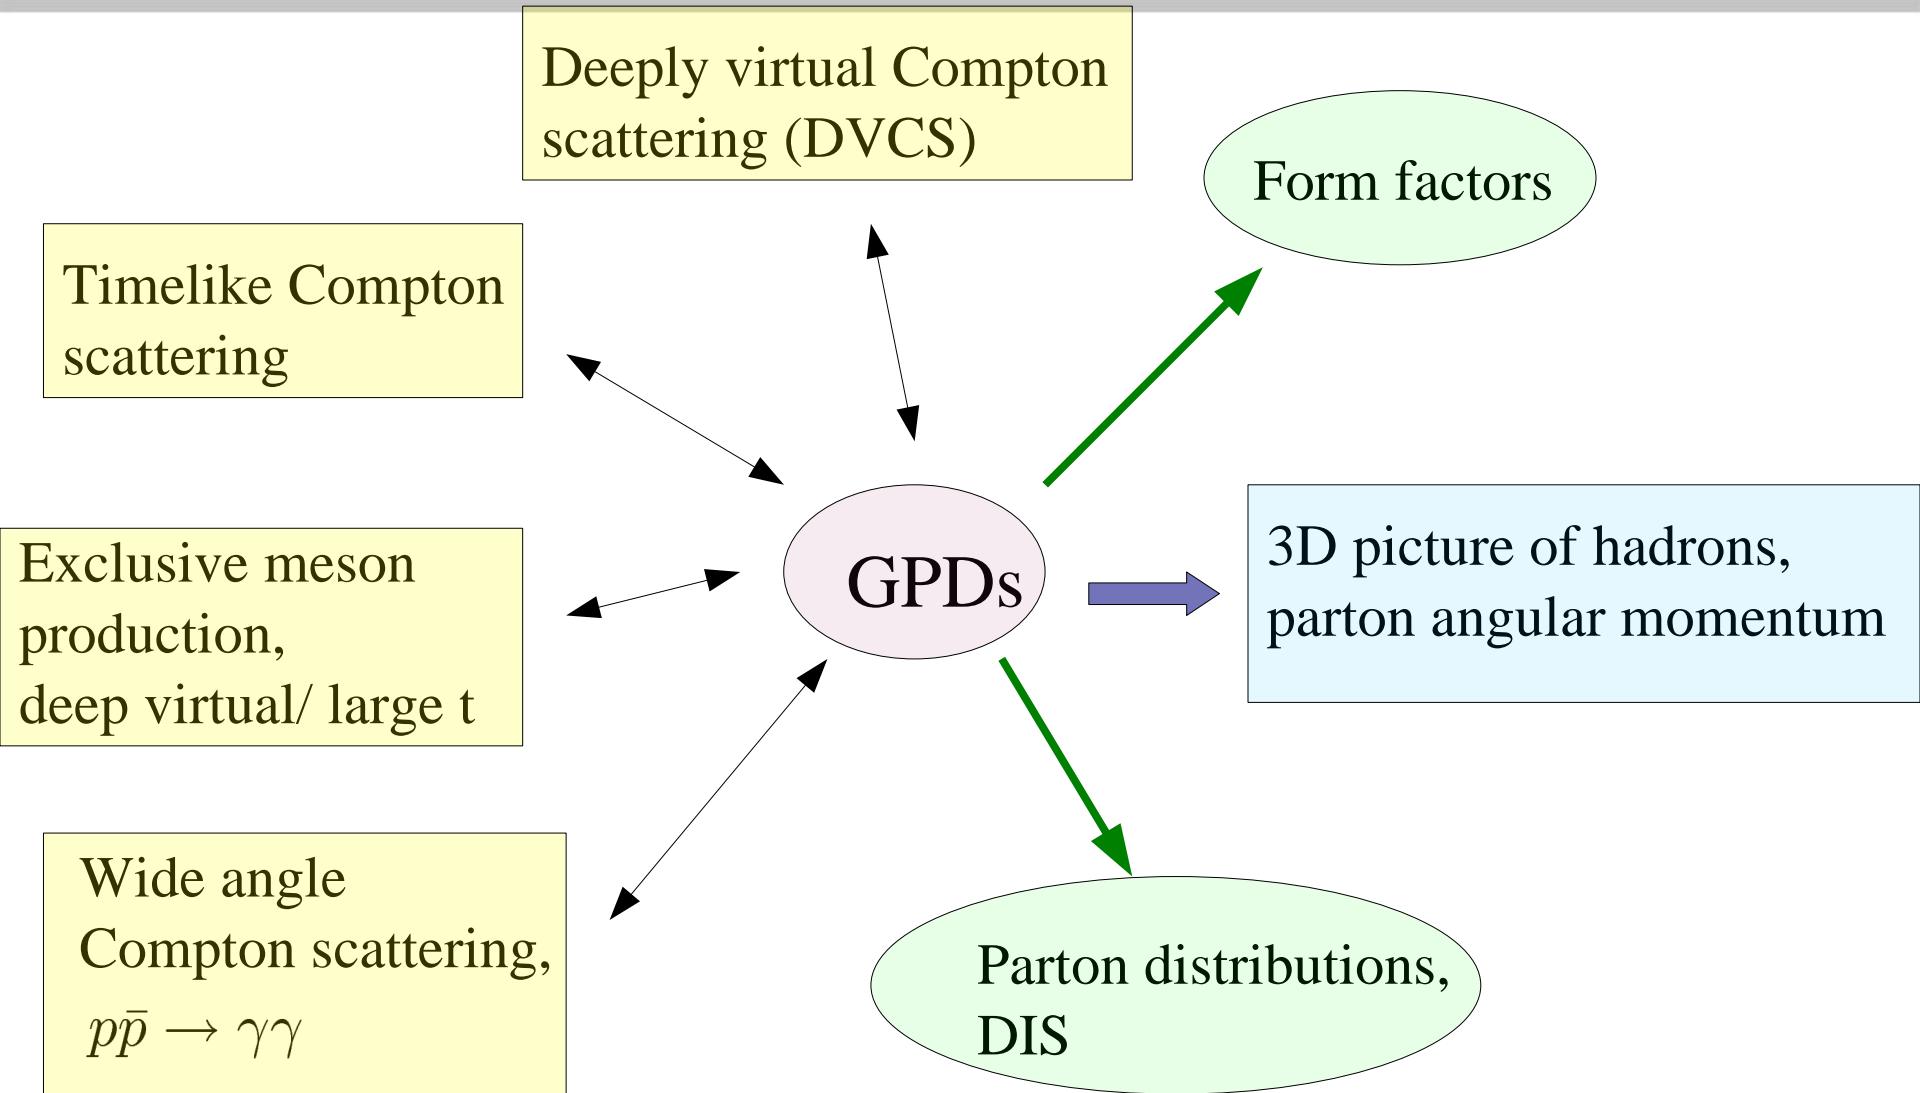 Deeply virtual Compton
scattering (DVCS)
Form factors
Timelike Compton
scattering
Exclusive meson
production,
deep virtual/ large t
GPDs
3D picture of hadrons,
parton angular momentum
Wide angle
Compton scattering,
pp̄ → γγ
Parton distributions,
DIS